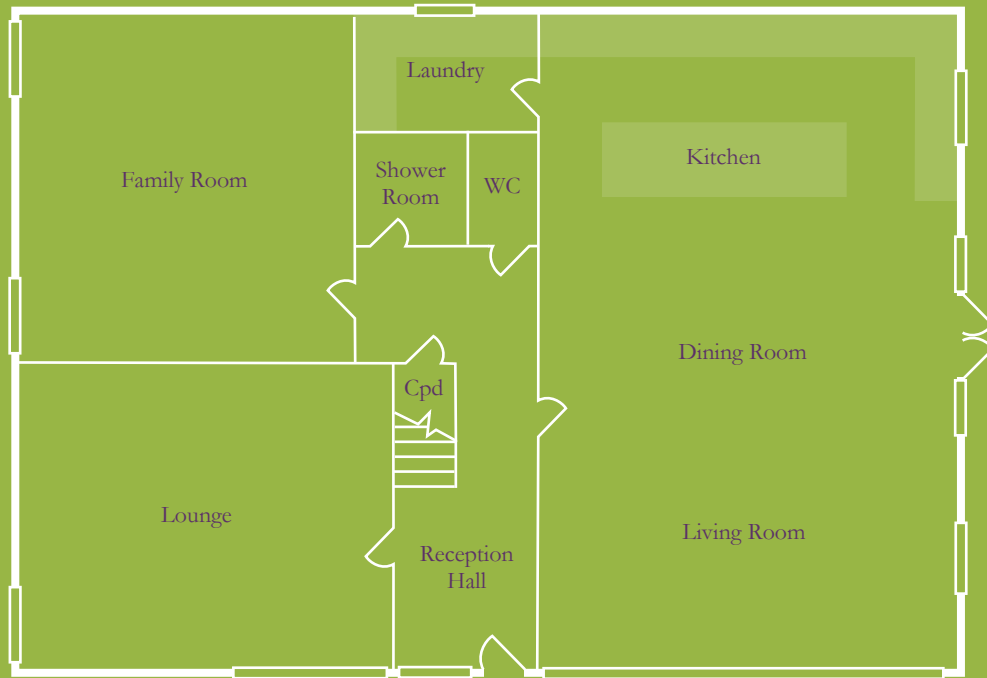 Laundry
Family Room
Shower
Room
WC
Kitchen
Dining Room
Cpd
Lounge
Reception
Hall
Living Room